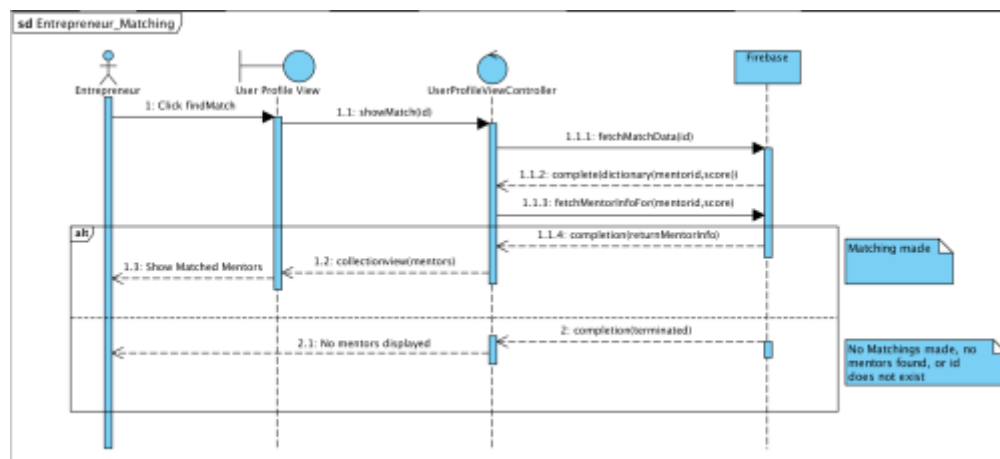 sd Entrepreneur_Matching
Entrepreneur
User Profile View
UserProfileViewController
Firebase
1: Click findMatch
1.1: showMatch(id)
1.1.1: fetchMatchData(id)
1.1.2: complete(dictionary(mentorid,score))
1.1.3: fetchMentorInfoFor(mentorid,score)
alt
1.1.4: completion(returnMentorInfo)
Matching made
1.2: collectionview(mentors)
1.3: Show Matched Mentors
2: completion(terminated)
2.1: No mentors displayed
No Matchings made, no
mentors found, or id
does not exist